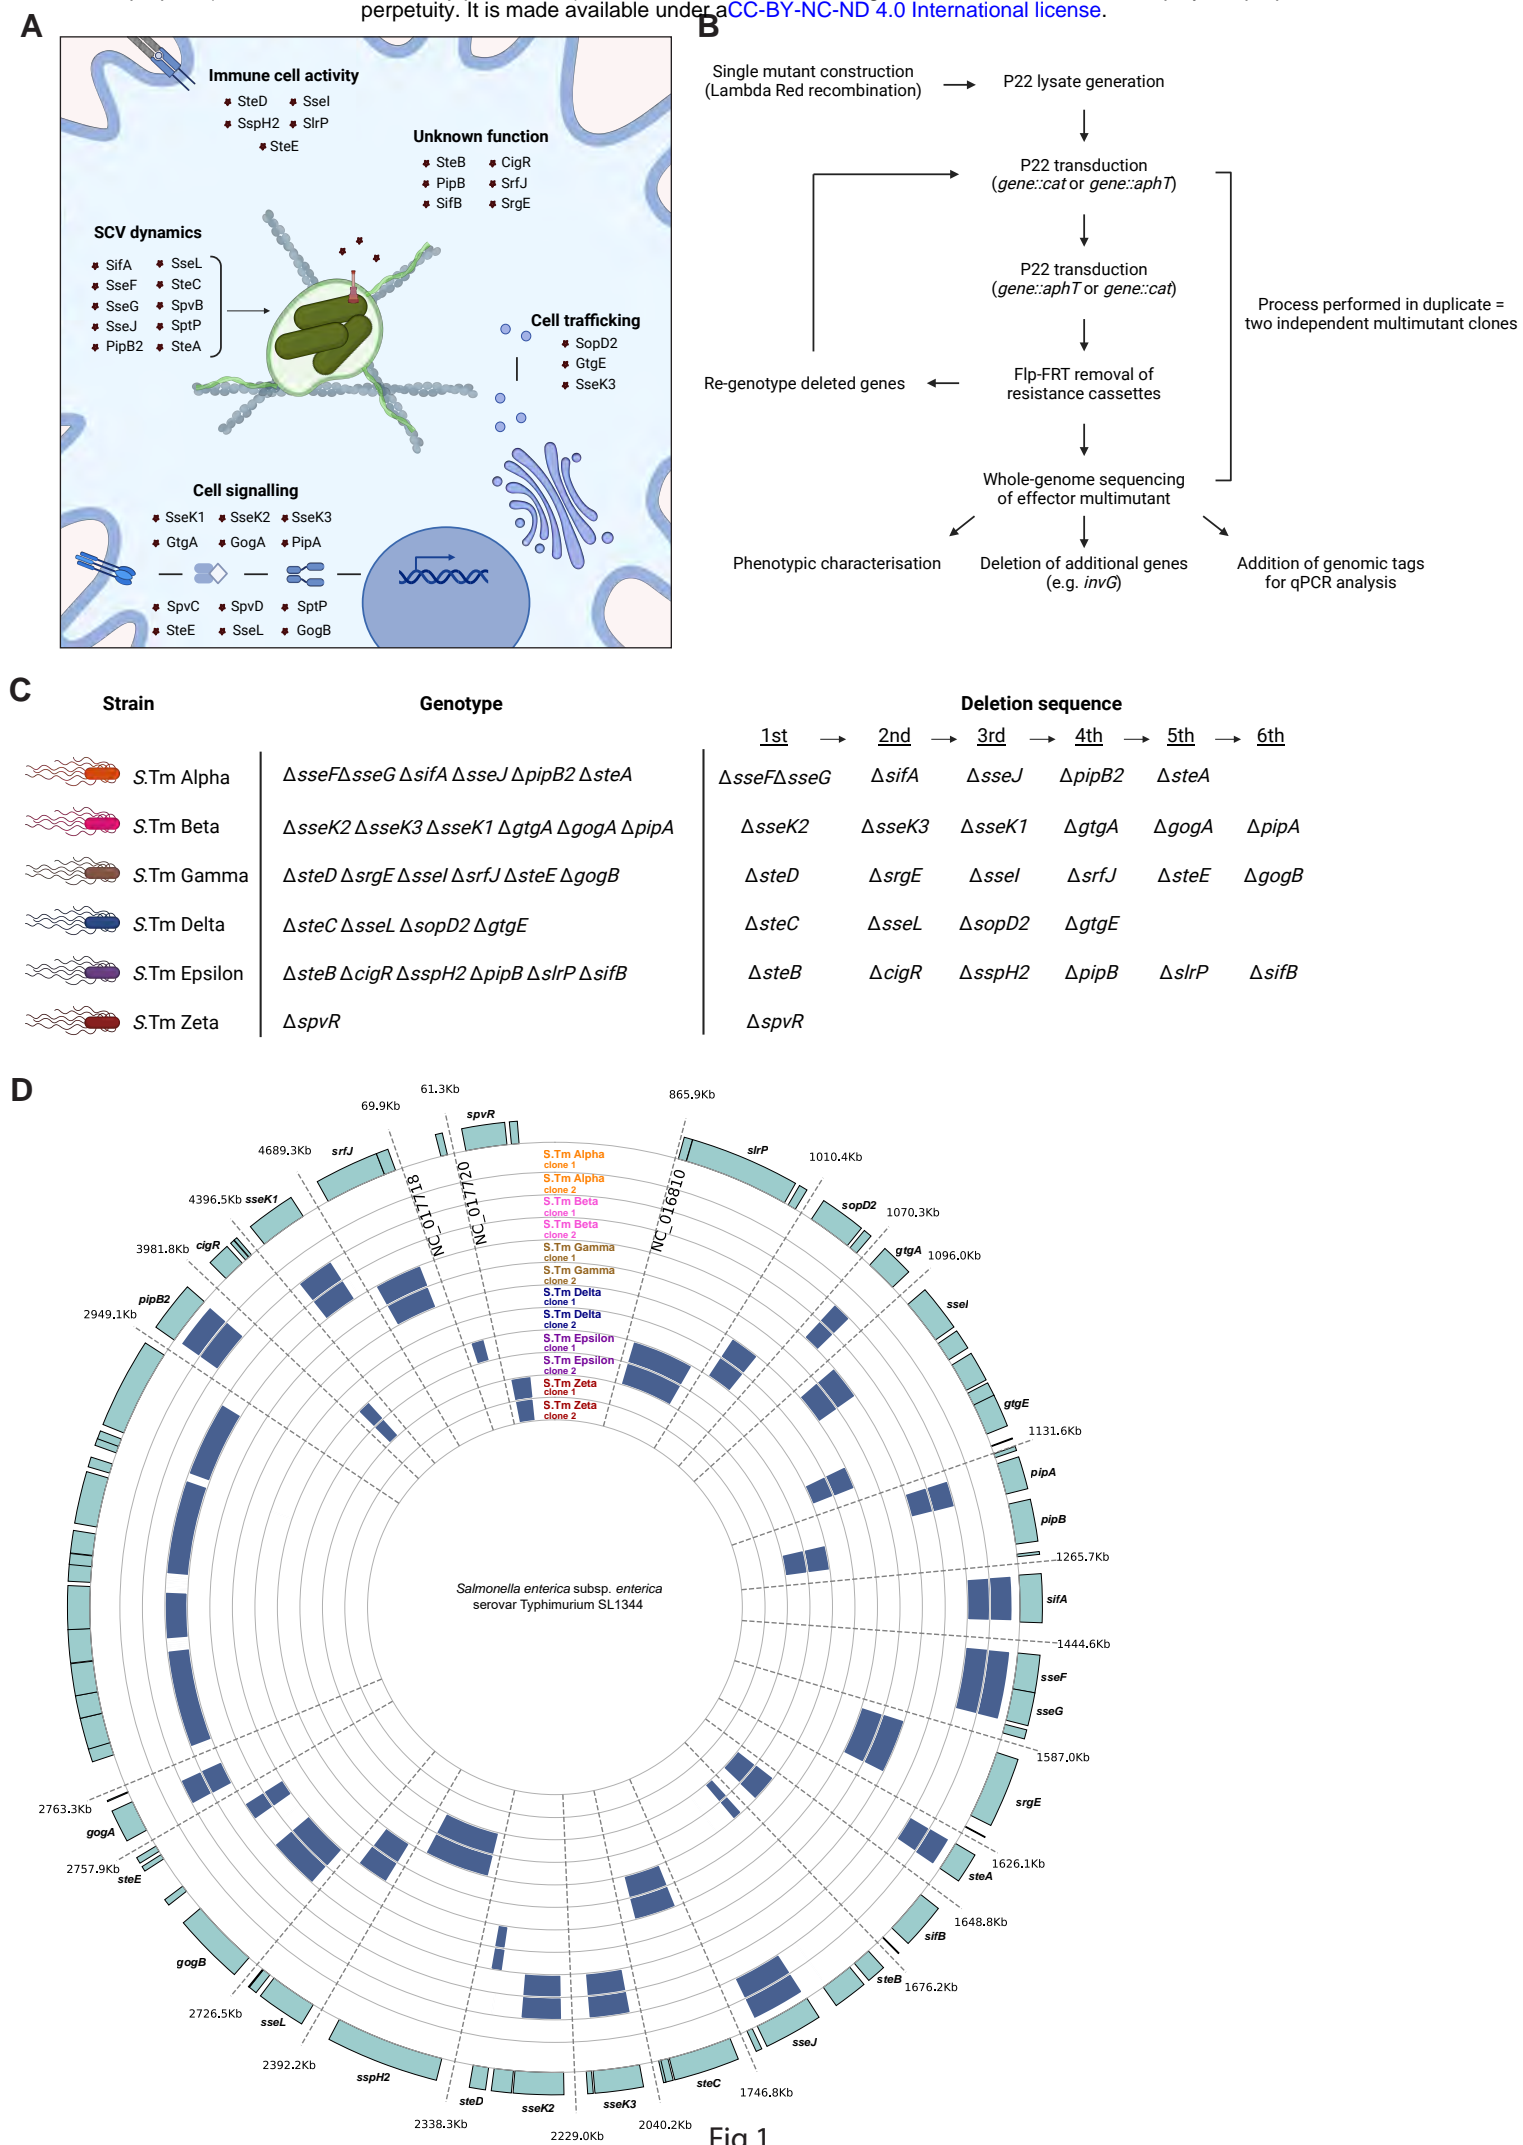 perpetuity. It is made available under aCC-BY-NC-ND 4.0 International license.
A
Immune cell activity
SteD SseI
SspH2 SlrP
SteE
Unknown function
SteB CigR
PipB SrfJ
SifB SrgE
SCV dynamics
SifA SseL
SseF SteC
SseG SpvB
SseJ SptP
PipB2 SteA
Cell trafficking
SopD2
GtgE
SseK3
Cell signalling
SseK1 SseK2 SseK3
GtgA GogA PipA
SpvC SpvD SptP
SteE SseL GogB
B
Single mutant construction
(Lambda Red recombination)
P22 lysate generation
P22 transduction
(gene::cat or gene::aphT)
P22 transduction
(gene::aphT or gene::cat)
Process performed in duplicate =
two independent multimutant clones
Flp-FRT removal of
resistance cassettes
Re-genotype deleted genes
Whole-genome sequencing
of effector multimutant
Phenotypic characterisation
Deletion of additional genes
(e.g. invG)
Addition of genomic tags
for qPCR analysis
C
Strain Genotype Deletion sequence
1st 2nd 3rd 4th 5th 6th
S.Tm Alpha ΔsseFΔsseG ΔsifA ΔsseJ ΔpipB2 ΔsteA ΔsseFΔsseG ΔsifA ΔsseJ ΔpipB2 ΔsteA
S.Tm Beta ΔsseK2 ΔsseK3 ΔsseK1 ΔgtgA ΔgogA ΔpipA ΔsseK2 ΔsseK3 ΔsseK1 ΔgtgA ΔgogA ΔpipA
S.Tm Gamma ΔsteD ΔsrgE ΔsseI ΔsrfJ ΔsteE ΔgogB ΔsteD ΔsrgE ΔsseI ΔsrfJ ΔsteE ΔgogB
S.Tm Delta ΔsteC ΔsseL ΔsopD2 ΔgtgE ΔsteC ΔsseL ΔsopD2 ΔgtgE
S.Tm Epsilon ΔsteB ΔcigR ΔsspH2 ΔpipB ΔslrP ΔsifB ΔsteB ΔcigR ΔsspH2 ΔpipB ΔslrP ΔsifB
S.Tm Zeta ΔspvR ΔspvR
D
61.3Kb
69.9Kb
spvR
865.9Kb
4689.3Kb
srfJ
slrP
1010.4Kb
4396.5Kb sseK1
sopD2
1070.3Kb
3981.8Kb cigR
gtgA 1096.0Kb
pipB2
2949.1Kb
sseI
gtgE
1131.6Kb
pipA
pipB
1265.7Kb
sifA
1444.6Kb
sseF
sseG
1587.0Kb
srgE
1626.1Kb
steA
1648.8Kb
sifB
steB 1676.2Kb
sseJ
1746.8Kb
steC
2040.2Kb
sseK3
2229.0Kb
sseK2
steD
2338.3Kb
sspH2
2392.2Kb
sseL
2726.5Kb
gogB
steE
2757.9Kb
gogA
2763.3Kb
NC_017718
NC_017720
NC_016810
S.Tm Alpha
clone 1
S.Tm Alpha
clone 2
S.Tm Beta
clone 1
S.Tm Beta
clone 2
S.Tm Gamma
clone 1
S.Tm Gamma
clone 2
S.Tm Delta
clone 1
S.Tm Delta
clone 2
S.Tm Epsilon
clone 1
S.Tm Epsilon
clone 2
S.Tm Zeta
clone 1
S.Tm Zeta
clone 2
Salmonella enterica subsp. enterica
serovar Typhimurium SL1344
Fig 1